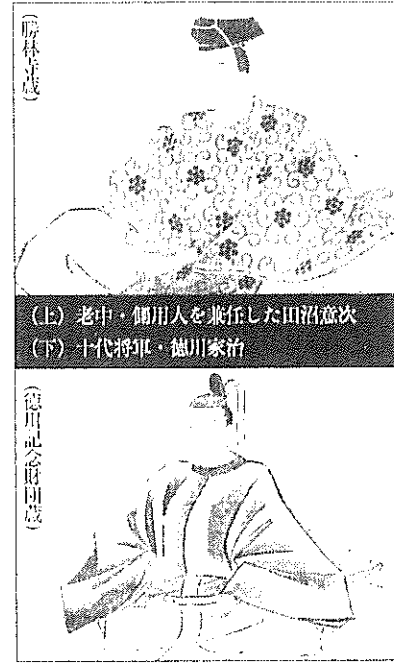 (勝林寺蔵)
(上) 老中・側用人を兼任した田沼意次
(下) 十代将軍・徳川家治
(徳川記念財団蔵)